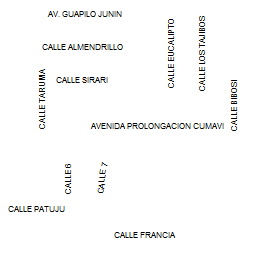 AV. GUAPILO JUNIN
CALLE EUCALIPTO
CALLE LOS TAJIBOS
CALLE ALMENDRILLO
CALLE TARUMA
CALLE SIRARI
CALLE BIBOSI
AVENIDA PROLONGACION CUMAVI
CALLE 6
CALLE 7
CALLE PATUJU
CALLE FRANCIA